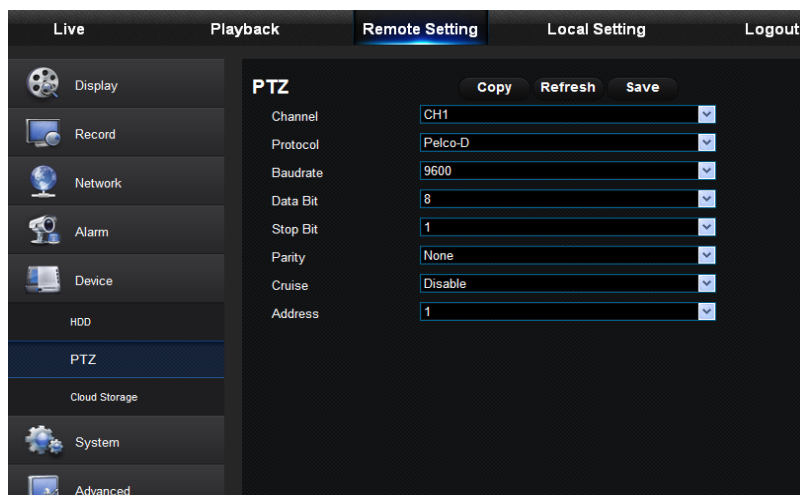 Live Playback Remote Setting Local Setting Logout
Display
Record
Network
Alarm
Device
HDD
PTZ
Cloud Storage
System
Advanced
PTZ Copy Refresh Save
Channel CH1
Protocol Pelco-D
Baudrate 9600
Data Bit 8
Stop Bit 1
Parity None
Cruise Disable
Address 1